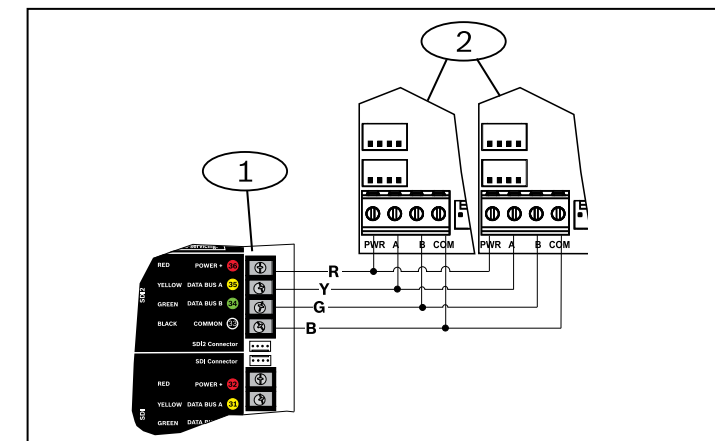 2
1
PWR A B COM
PWR A B COM
SDI2
RED POWER + 36
YELLOW DATA BUS A 35
GREEN DATA BUS B 34
BLACK COMMON 33
SDI2 Connector
SDI Connector
SDI
RED POWER + 32
YELLOW DATA BUS A 31
GREEN DATA
R
Y
G
B